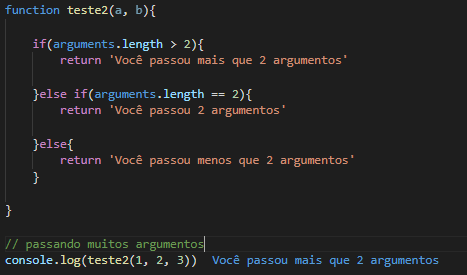 function teste2(a, b){
if(arguments.length > 2){
return 'Você passou mais que 2 argumentos'
}else if(arguments.length == 2){
return 'Você passou 2 argumentos'
}else{
return 'Você passou menos que 2 argumentos'
}
}
// passando muitos argumentos
console.log(teste2(1, 2, 3)) Você passou mais que 2 argumentos